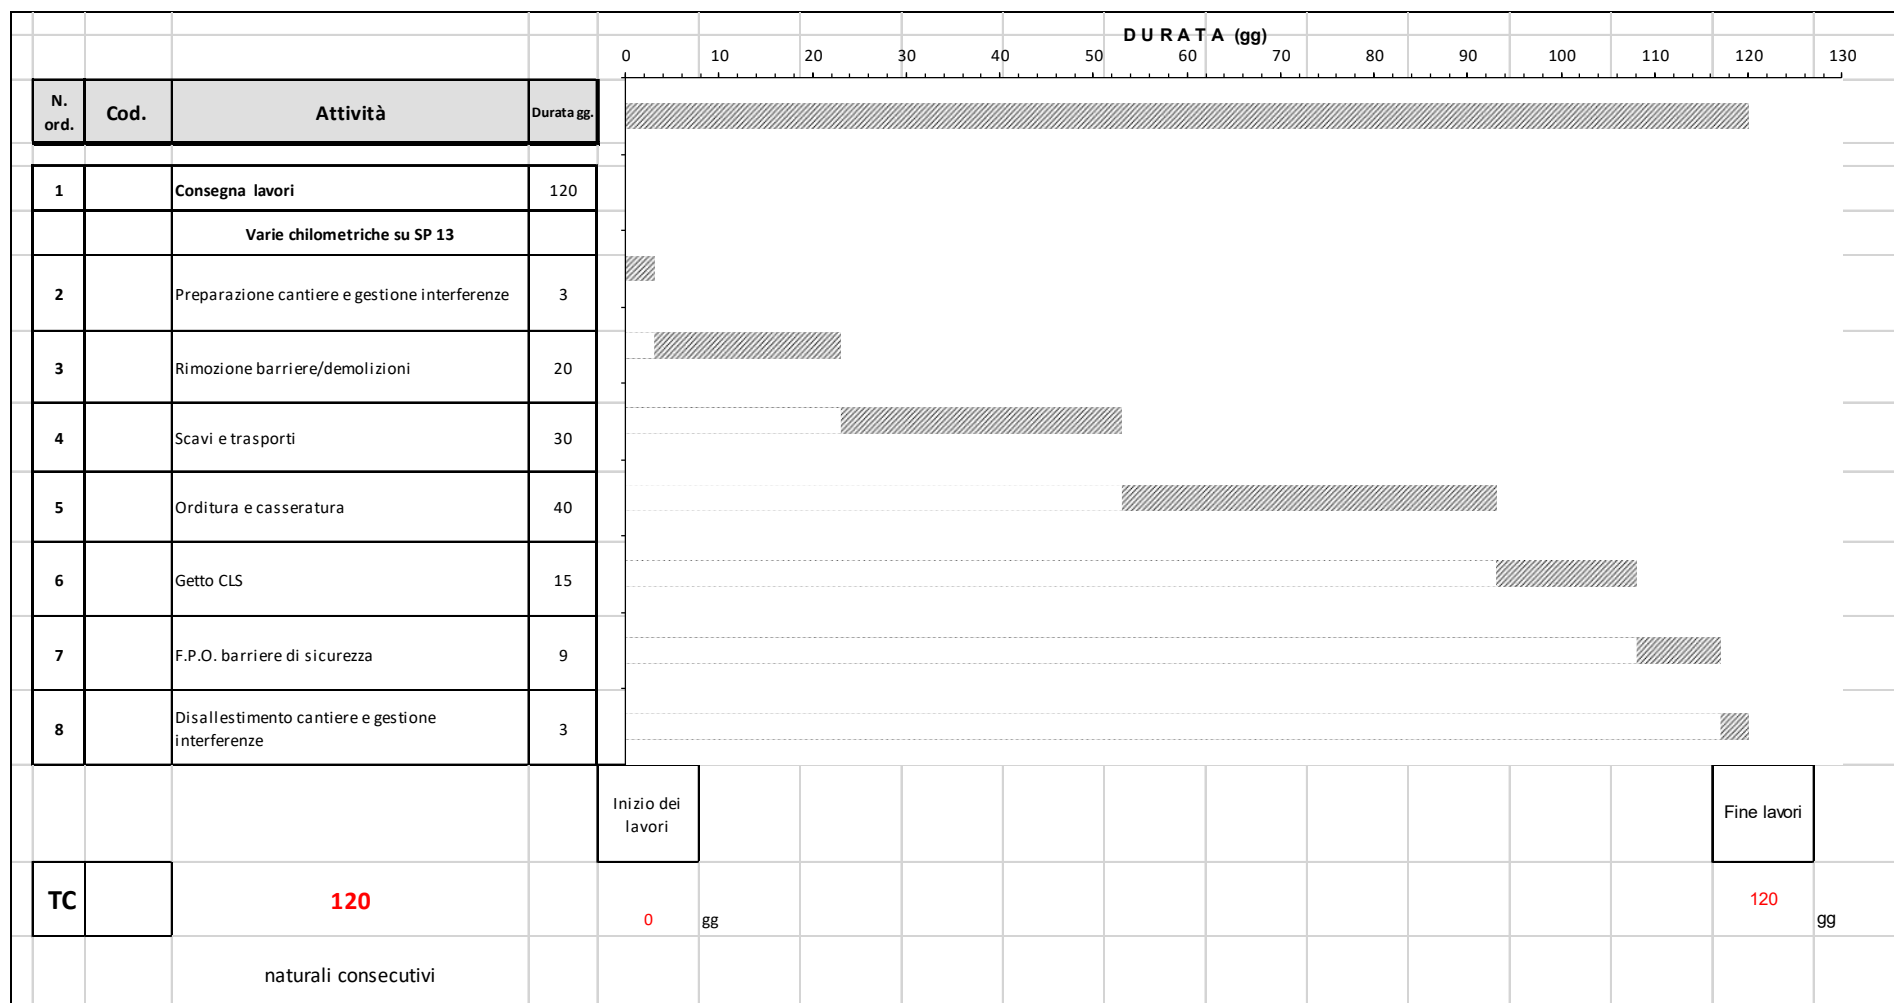 D U R A T A (gg)
0 10 20 30 40 50 60 70 80 90 100 110 120 130
N. ord. Cod. Attività Durata gg.
1 Consegna lavori 120
Varie chilometriche su SP 13
2 Preparazione cantiere e gestione interferenze 3
3 Rimozione barriere/demolizioni 20
4 Scavi e trasporti 30
5 Orditura e casseratura 40
6 Getto CLS 15
7 F.P.O. barriere di sicurezza 9
8 Disallestimento cantiere e gestione
interferenze 3
Inizio dei
lavori
Fine lavori
TC 120
0 gg
120 gg
naturali consecutivi